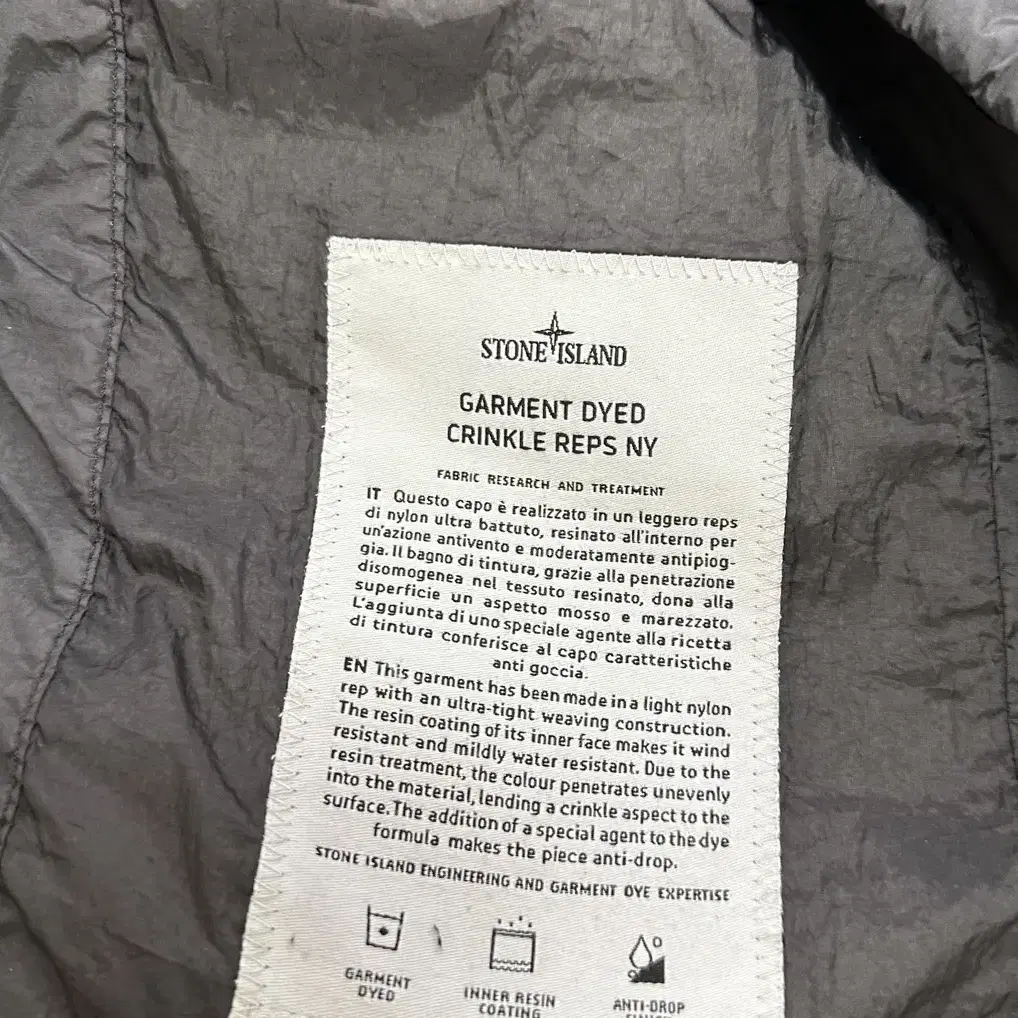 STONE ISLAND
GARMENT DYED
CRINKLE REPS NY
FABRIC RESEARCH AND TREATMENT
IT Questo capo è realizzato in un leggero reps
di nylon ultra battuto, resinato all'interno per
un'azione antivento e moderatamente antipiog-
gia. Il bagno di tintura, grazie alla penetrazione
disomogenea nel tessuto resinato, dona alla
superficie un aspetto mosso e marezzato.
L'aggiunta di uno speciale agente alla ricetta
di tintura conferisce al capo caratteristiche
anti goccia.
EN This garment has been made in a light nylon
rep with an ultra-tight weaving construction.
The resin coating of its inner face makes it wind
resistant and mildly water resistant. Due to the
resin treatment, the colour penetrates unevenly
into the material, lending a crinkle aspect to the
surface. The addition of a special agent to the dye
formula makes the piece anti-drop.
STONE ISLAND ENGINEERING AND GARMENT DYE EXPERTISE
GARMENT
DYED
INNER RESIN
COATING
ANTI-DROP